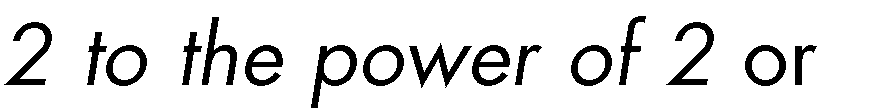 2 to the power of 2 or